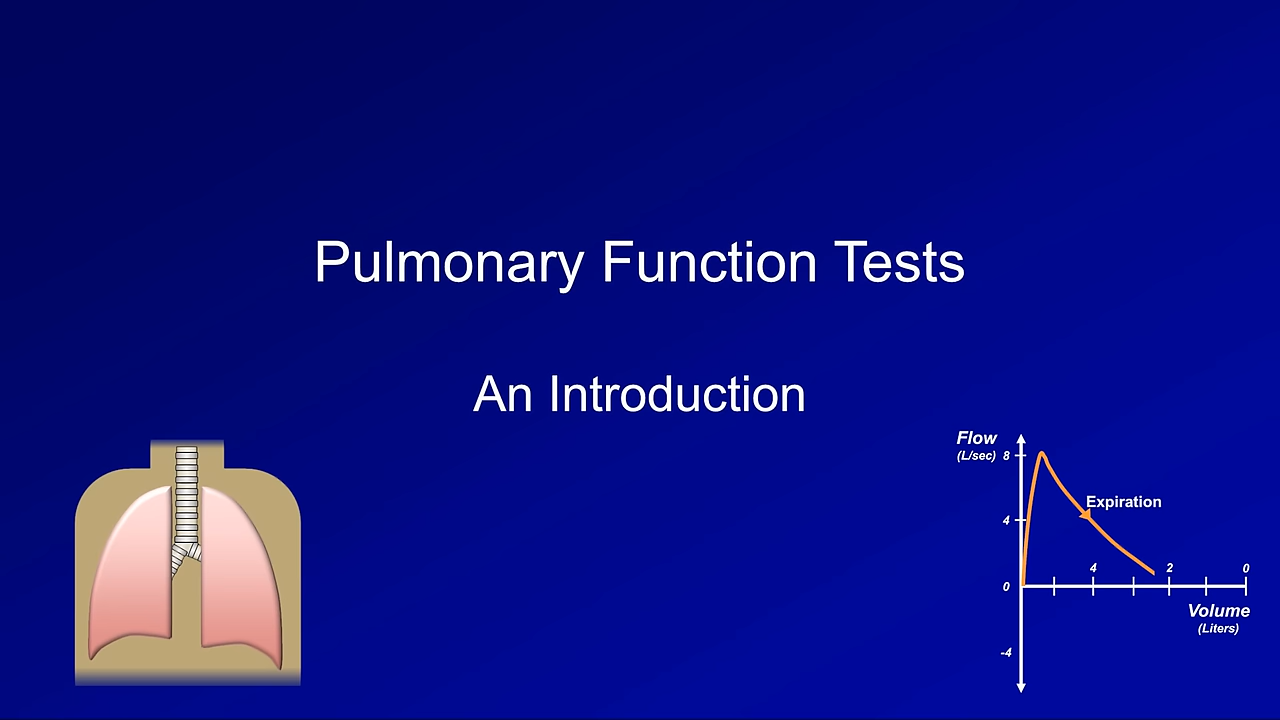 Pulmonary Function Tests
An Introduction
Flow
(L/sec) 8
Expiration
4
4 2 0
0
Volume
(Liters)
-4